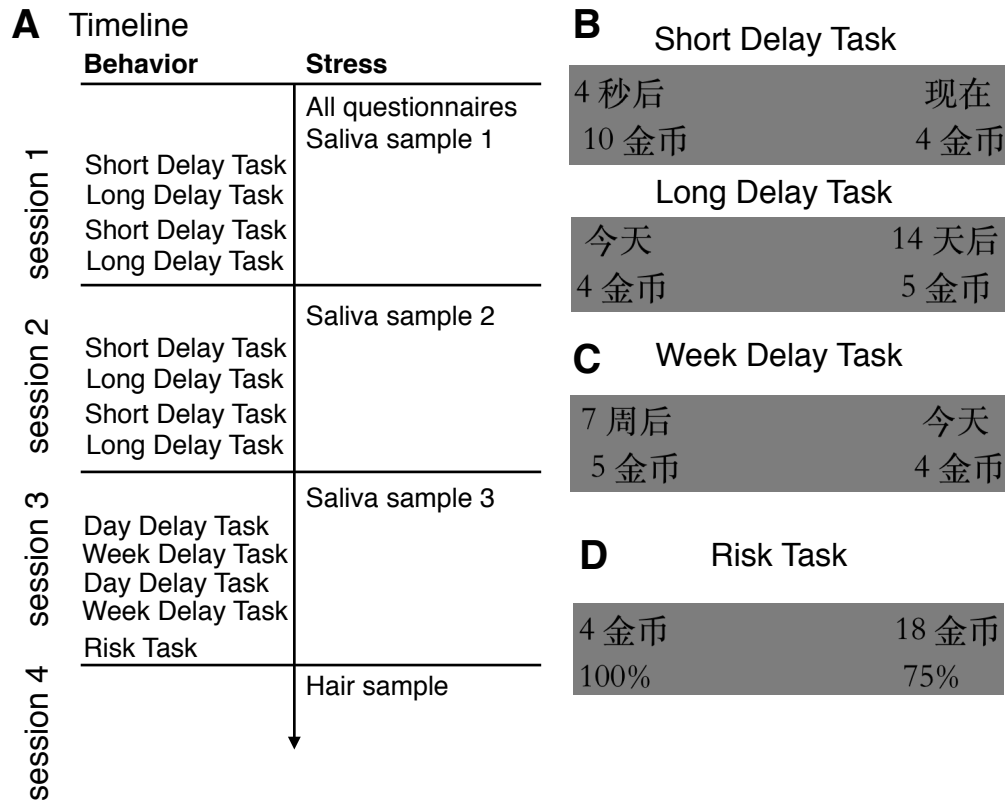 A Timeline
Behavior Stress
session 1
All questionnaires
Saliva sample 1
Short Delay Task
Long Delay Task
Short Delay Task
Long Delay Task
session 2
Saliva sample 2
Short Delay Task
Long Delay Task
Short Delay Task
Long Delay Task
session 3
Saliva sample 3
Day Delay Task
Week Delay Task
Day Delay Task
Week Delay Task
Risk Task
session 4
Hair sample
B Short Delay Task
4 秒后 现在
10 金币 4 金币
Long Delay Task
今天 14 天后
4 金币 5 金币
C Week Delay Task
7 周后 今天
5 金币 4 金币
D Risk Task
4 金币 18 金币
100% 75%